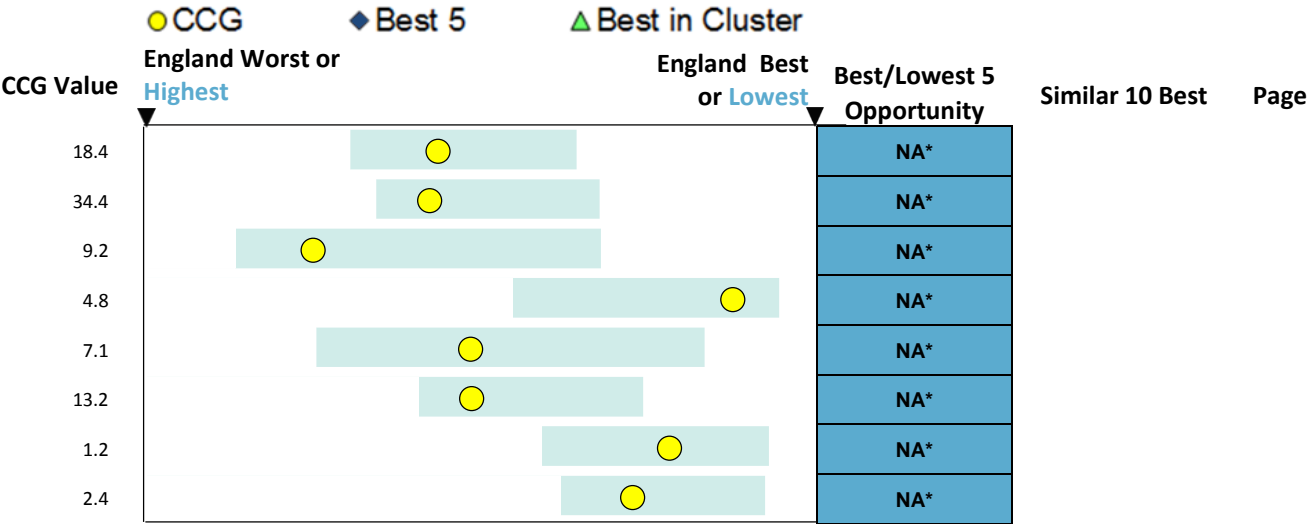 CCG Best 5 Best in Cluster
CCG Value
England Worst or
Highest
England Best
or Lowest
Best/Lowest 5
Opportunity
Similar 10 Best
Page
18.4 NA*
34.4 NA*
9.2 NA*
4.8 NA*
7.1 NA*
13.2 NA*
1.2 NA*
2.4 NA*